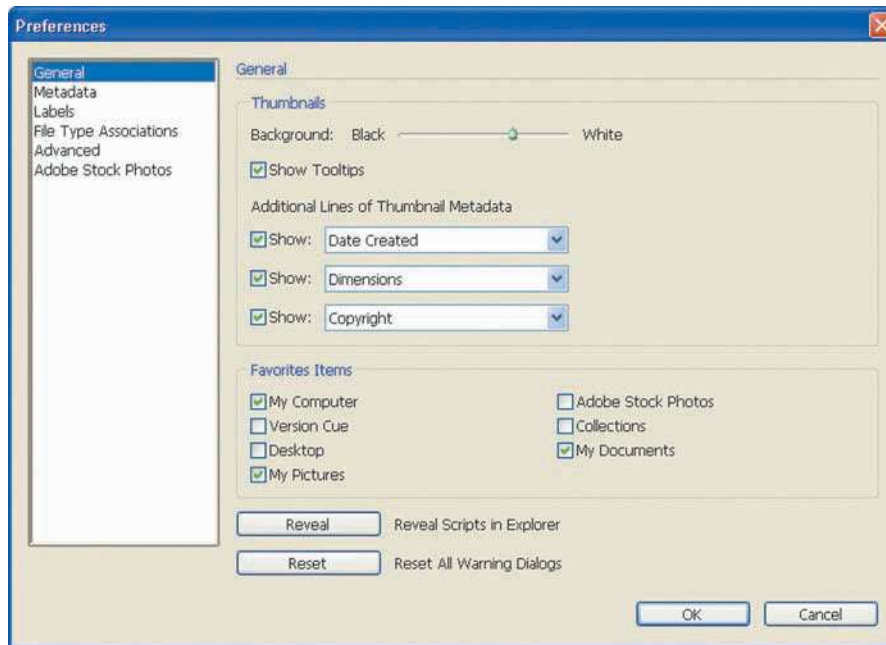 Preferences
General
Metadata
Labels
File Type Associations
Advanced
Adobe Stock Photos
General
Thumbnails
Background: Black White
Show Tooltips
Additional Lines of Thumbnail Metadata
Show: Date Created
Show: Dimensions
Show: Copyright
Favorites Items
My Computer Adobe Stock Photos
Version Cue Collections
Desktop My Documents
My Pictures
Reveal Reveal Scripts in Explorer
Reset Reset All Warning Dialogs
OK Cancel